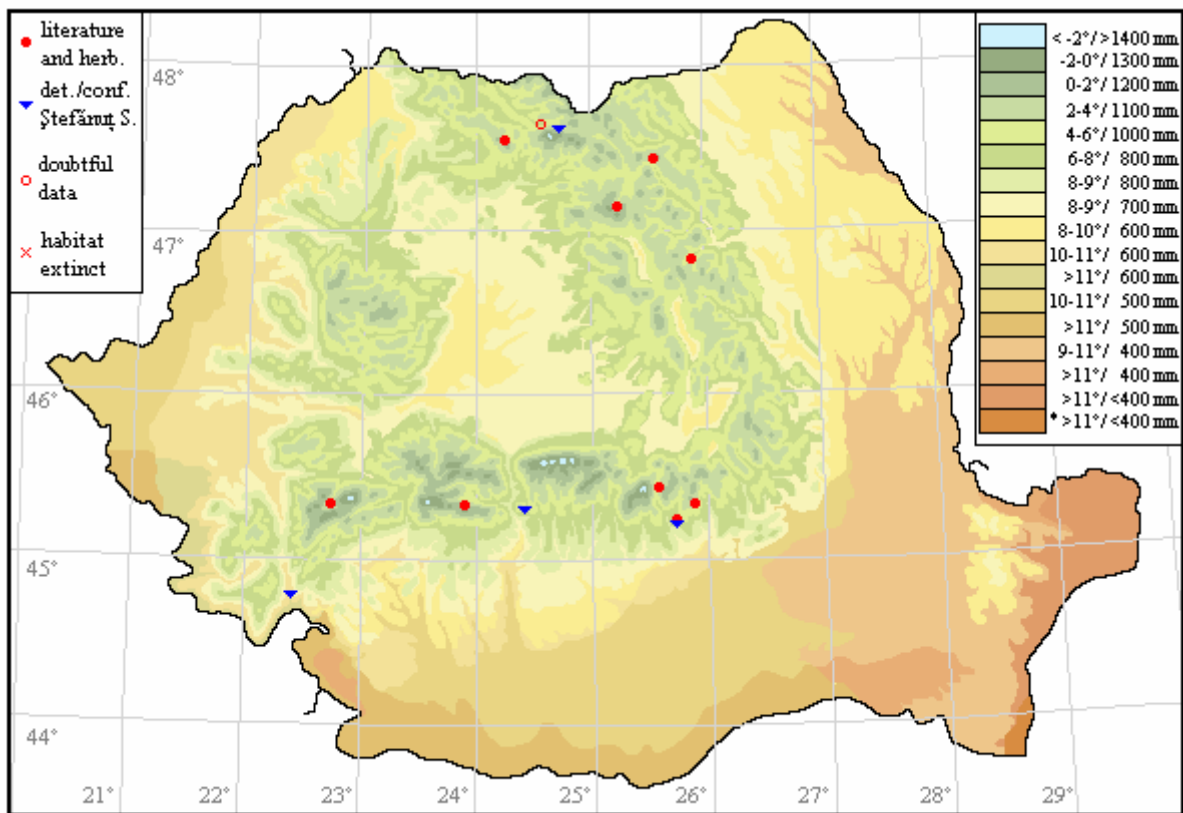 literature
and herb.
det./conf.
Ștefănuț S.
doubtful
data
habitat
extinct
48°
47°
46°
45°
44°
21°
22°
23°
24°
25°
26°
27°
28°
29°
< -2°/>1400 mm
-2-0°/ 1300 mm
0-2°/ 1200 mm
2-4°/ 1100 mm
4-6°/ 1000 mm
6-8°/ 800 mm
8-9°/ 800 mm
8-9°/ 700 mm
8-10°/ 600 mm
10-11°/ 600 mm
>11°/ 600 mm
10-11°/ 500 mm
>11°/ 500 mm
9-11°/ 400 mm
>11°/ 400 mm
>11°/ <400 mm
* >11°/ <400 mm